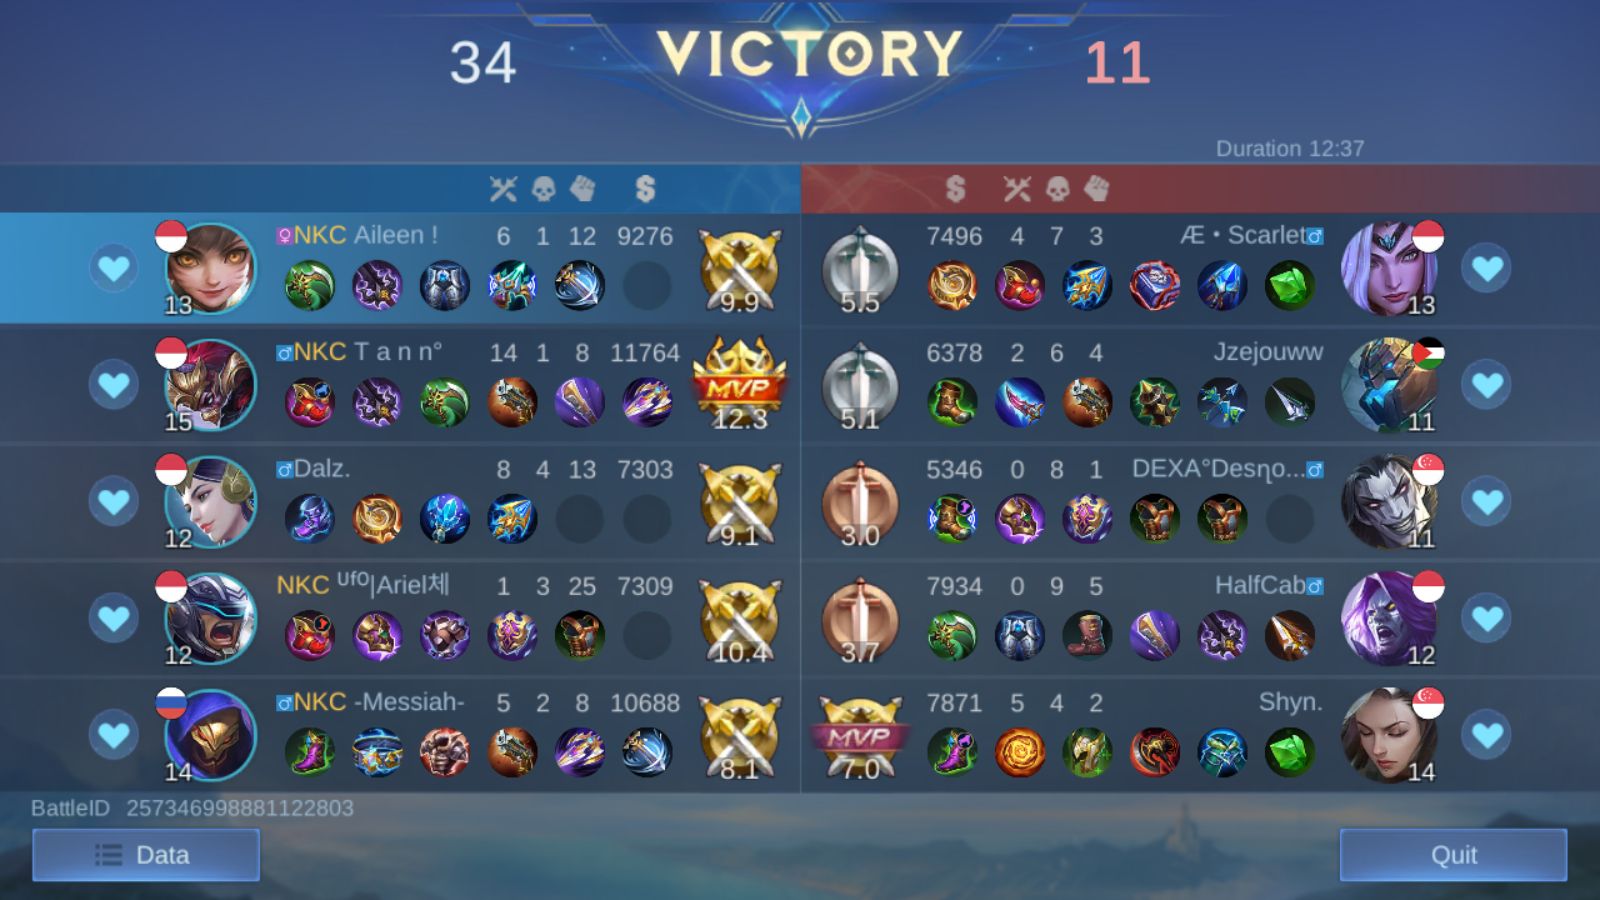 34 VICTORY 11
Duration 12:37
NKC Aileen ! 6 1 12 9276 9.9 13
5.5 7496 4 7 3 Æ • Scarlet 13
NKC T a n n° 14 1 8 11764 MVP 12.3 15
5.1 6378 2 6 4 Jzejouww 11
Dalz. 8 4 13 7303 9.1 12
3.0 5346 0 8 1 DEXA°Desηo... 11
NKC ᵁᶠᴼ|Ariel체 1 3 25 7309 10.4 12
3.7 7934 0 9 5 HalfCab 12
NKC -Messiah- 5 2 8 10688 8.1 14
MVP 7.0 7871 5 4 2 Shyn. 14
BattleID 257346998881122803
Data
Quit